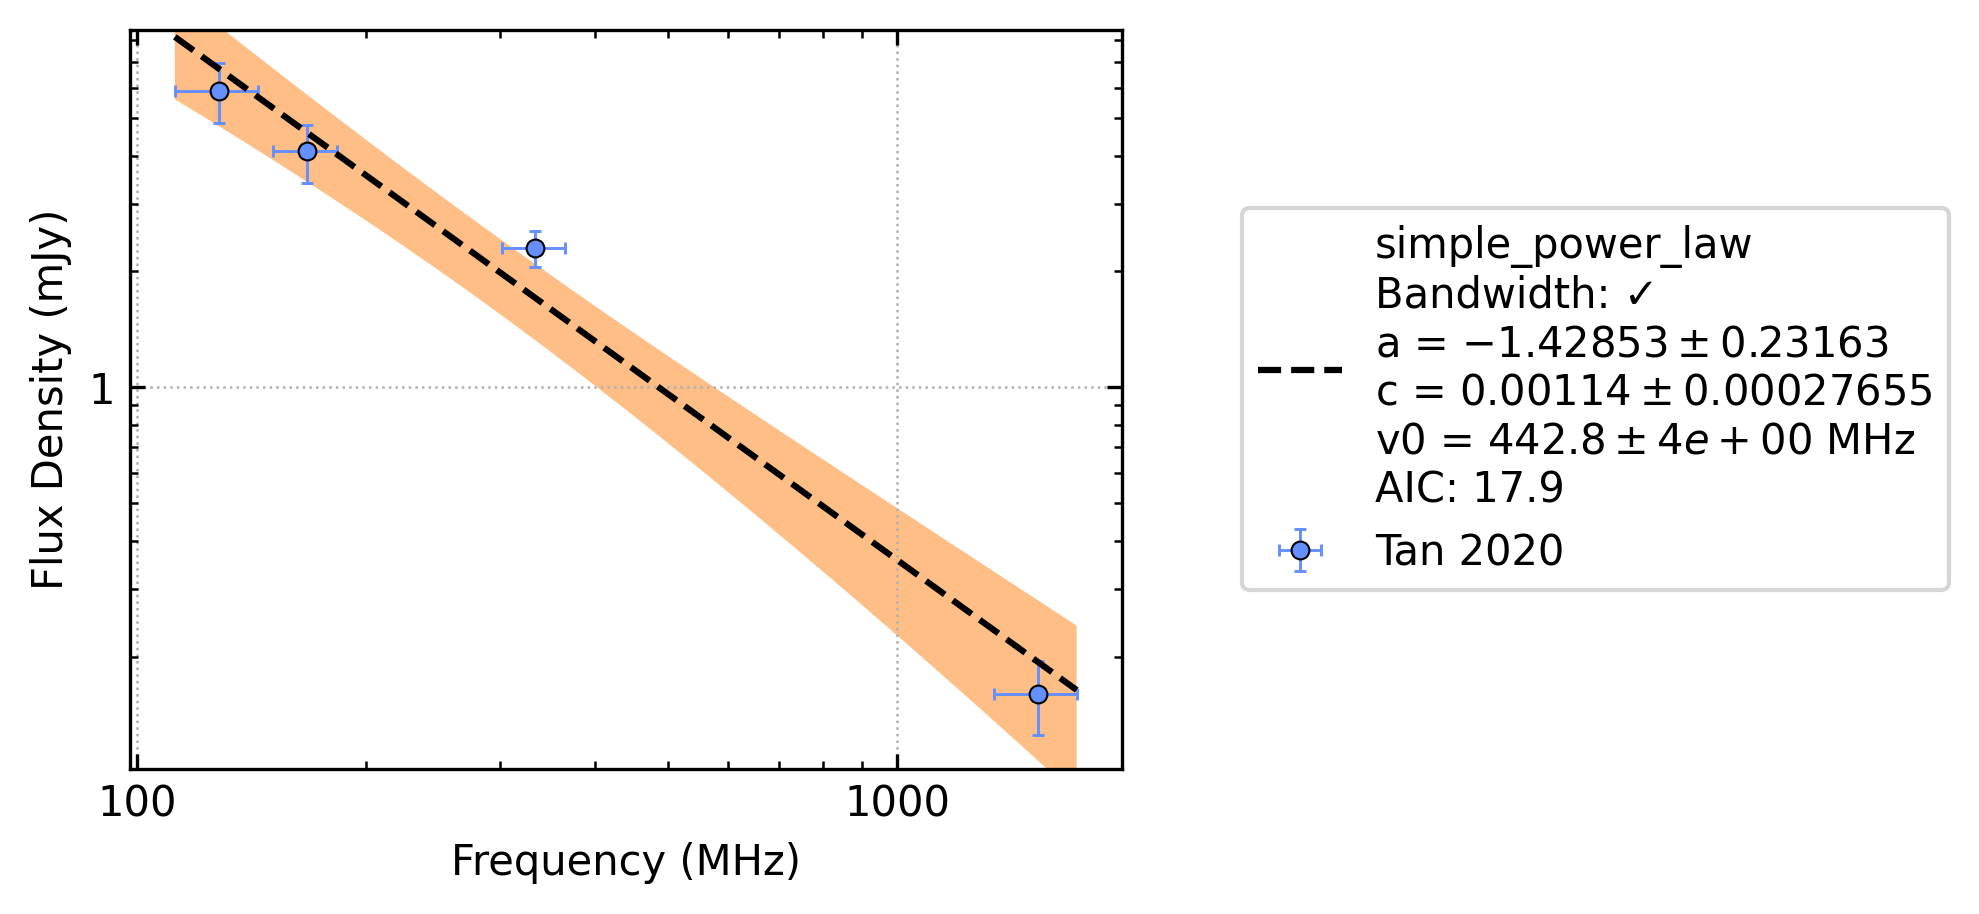 Flux Density (mJy)
1
100
1000
Frequency (MHz)
simple_power_law
Bandwidth: ✓
a = −1.42853 ± 0.23163
c = 0.00114 ± 0.00027655
v0 = 442.8 ± 4e + 00 MHz
AIC: 17.9
Tan 2020